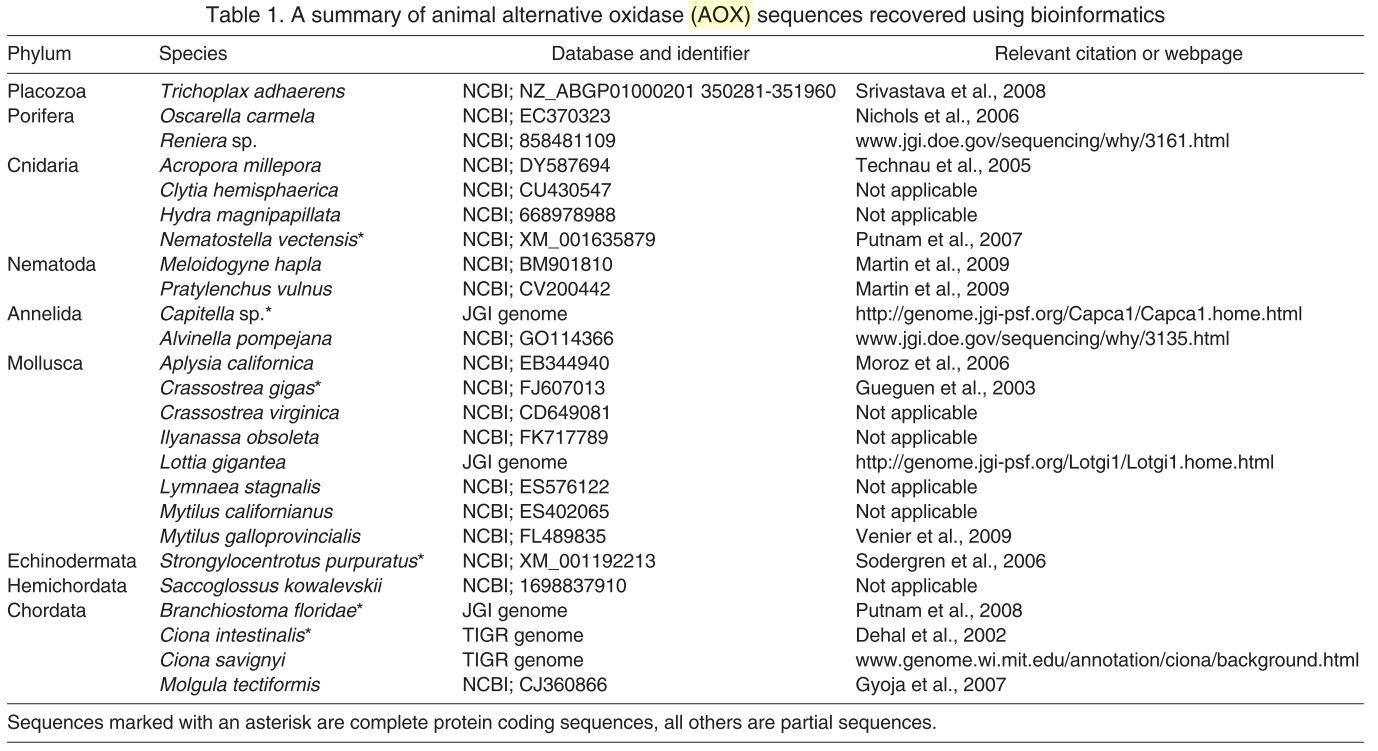 Table 1. A summary of animal alternative oxidase (AOX) sequences recovered using bioinformatics
Phylum Species Database and identifier Relevant citation or webpage
Placozoa Trichoplax adhaerens NCBI; NZ_ABGP01000201 350281-351960 Srivastava et al., 2008
Porifera Oscarella carmela NCBI; EC370323 Nichols et al., 2006
Reniera sp. NCBI; 858481109 www.jgi.doe.gov/sequencing/why/3161.html
Cnidaria Acropora millepora NCBI; DY587694 Technau et al., 2005
Clytia hemisphaerica NCBI; CU430547 Not applicable
Hydra magnipapillata NCBI; 668978988 Not applicable
Nematostella vectensis* NCBI; XM_001635879 Putnam et al., 2007
Nematoda Meloidogyne hapla NCBI; BM901810 Martin et al., 2009
Pratylenchus vulnus NCBI; CV200442 Martin et al., 2009
Annelida Capitella sp.* JGI genome http://genome.jgi-psf.org/Capca1/Capca1.home.html
Alvinella pompejana NCBI; GO114366 www.jgi.doe.gov/sequencing/why/3135.html
Mollusca Aplysia californica NCBI; EB344940 Moroz et al., 2006
Crassostrea gigas* NCBI; FJ607013 Gueguen et al., 2003
Crassostrea virginica NCBI; CD649081 Not applicable
Ilyanassa obsoleta NCBI; FK717789 Not applicable
Lottia gigantea JGI genome http://genome.jgi-psf.org/Lotgi1/Lotgi1.home.html
Lymnaea stagnalis NCBI; ES576122 Not applicable
Mytilus californianus NCBI; ES402065 Not applicable
Mytilus galloprovincialis NCBI; FL489835 Venier et al., 2009
Echinodermata Strongylocentrotus purpuratus* NCBI; XM_001192213 Sodergren et al., 2006
Hemichordata Saccoglossus kowalevskii NCBI; 1698837910 Not applicable
Chordata Branchiostoma floridae* JGI genome Putnam et al., 2008
Ciona intestinalis* TIGR genome Dehal et al., 2002
Ciona savignyi TIGR genome www.genome.wi.mit.edu/annotation/ciona/background.html
Molgula tectiformis NCBI; CJ360866 Gyoja et al., 2007
Sequences marked with an asterisk are complete protein coding sequences, all others are partial sequences.